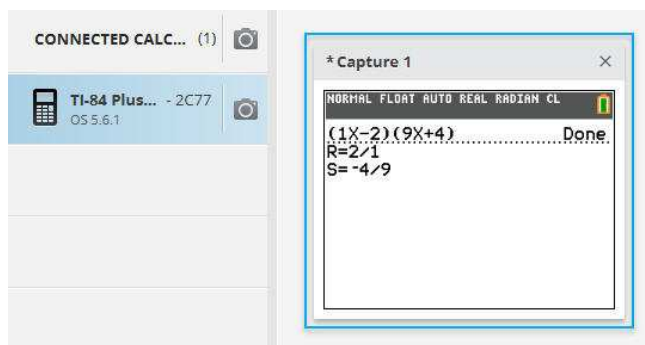 CONNECTED CALC... (1)
TI-84 Plus... - 2C77
OS 5.6.1
* Capture 1
NORMAL FLOAT AUTO REAL RADIAN CL
(1X-2)(9X+4) Done
R=2/1
S=-4/9